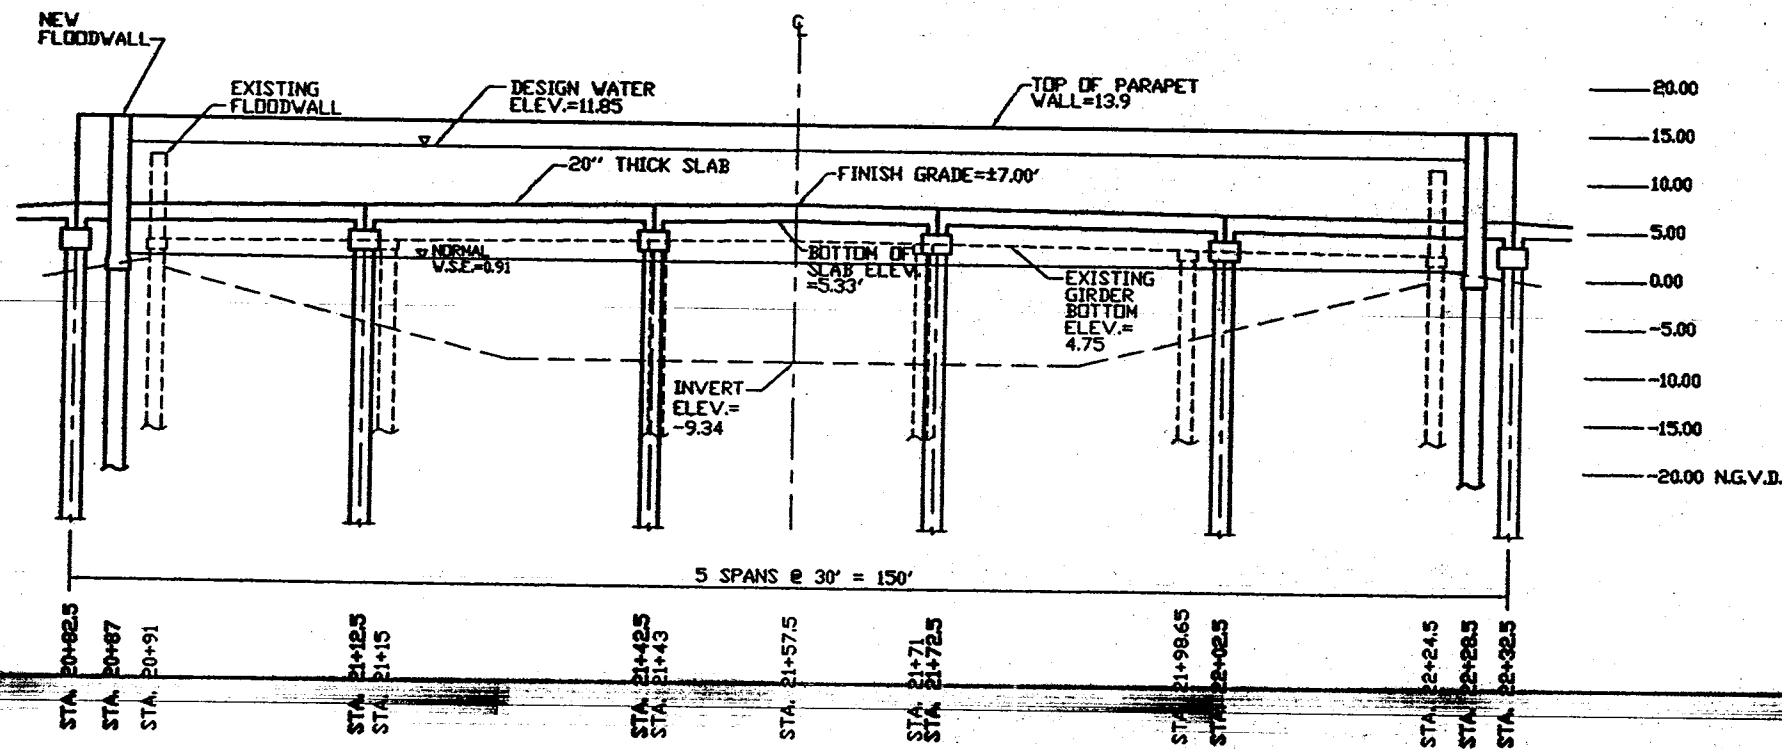 NEW
FLOODWALL
EXISTING
FLOODWALL
DESIGN WATER
ELEV.=11.85
℄
TOP OF PARAPET
WALL=13.9
20" THICK SLAB
FINISH GRADE=±7.00'
NORMAL
W.S.E.=0.91
BOTTOM OF
SLAB ELEV.
=5.33'
EXISTING
GIRDER
BOTTOM
ELEV.=
4.75
INVERT
ELEV.=
-9.34
20.00
15.00
10.00
5.00
0.00
-5.00
-10.00
-15.00
-20.00 N.G.V.D.
5 SPANS @ 30' = 150'
STA. 20+82.5
STA. 20+87
STA. 20+91
STA. 21+12.5
STA. 21+15
STA. 21+42.5
STA. 21+43
STA. 21+57.5
STA. 21+71
STA. 21+72.5
STA. 21+98.65
STA. 22+02.5
STA. 22+24.5
STA. 22+28.5
STA. 22+32.5